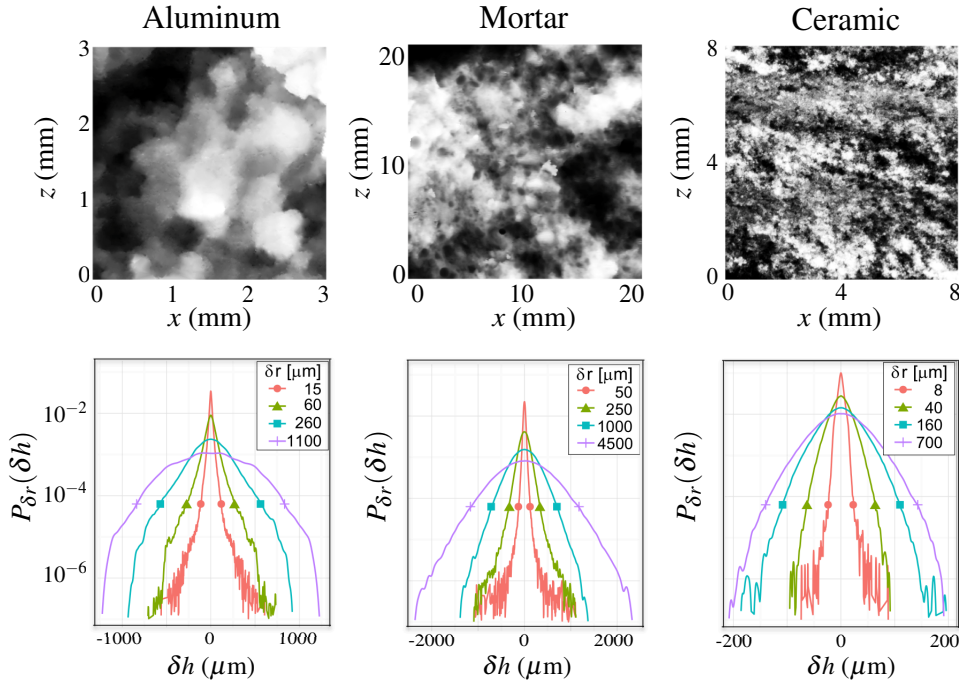 Aluminum
Mortar
Ceramic
3
2
1
0
z (mm)
0 1 2 3
x (mm)
20
10
0
z (mm)
0 10 20
x (mm)
8
4
0
z (mm)
0 4 8
x (mm)
P_δr(δh)
10⁻²
10⁻⁴
10⁻⁶
δr [μm]
15
60
260
1100
-1000 0 1000
δh (μm)
δr [μm]
50
250
1000
4500
-2000 0 2000
δh (μm)
P_δr(δh)
δr [μm]
8
40
160
700
-200 0 200
δh (μm)